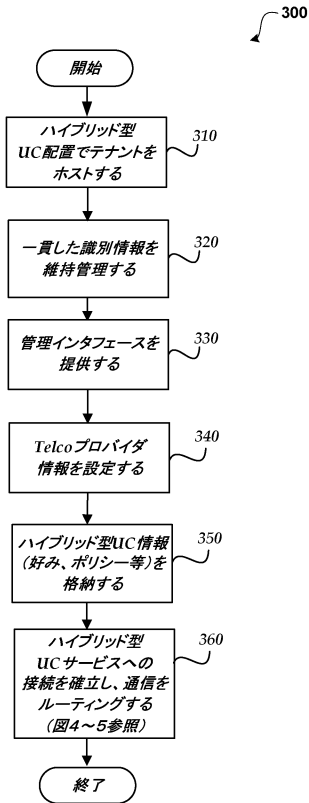 300
開始
ハイブリッド型
UC配置でテナントを
ホストする
310
一貫した識別情報を
維持管理する
320
管理インタフェースを
提供する
330
Telcoプロバイダ
情報を設定する
340
ハイブリッド型UC情報
(好み、ポリシー等)を
格納する
350
ハイブリッド型
UCサービスへの
接続を確立し、通信を
ルーティングする
(図4～5参照)
360
終了